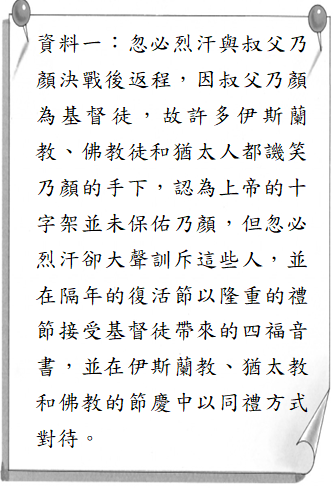 資料一：忽必烈汗與叔父乃
顏決戰後返程，因叔父乃顏
為基督徒，故許多伊斯蘭
教、佛教徒和猶太人都譏笑
乃顏的手下，認為上帝的十
字架並未保佑乃顏，但忽必
烈汗卻大聲訓斥這些人，並
在隔年的復活節以隆重的禮
節接受基督徒帶來的四福音
書，並在伊斯蘭教、猶太教
和佛教的節慶中以同禮方式
對待。